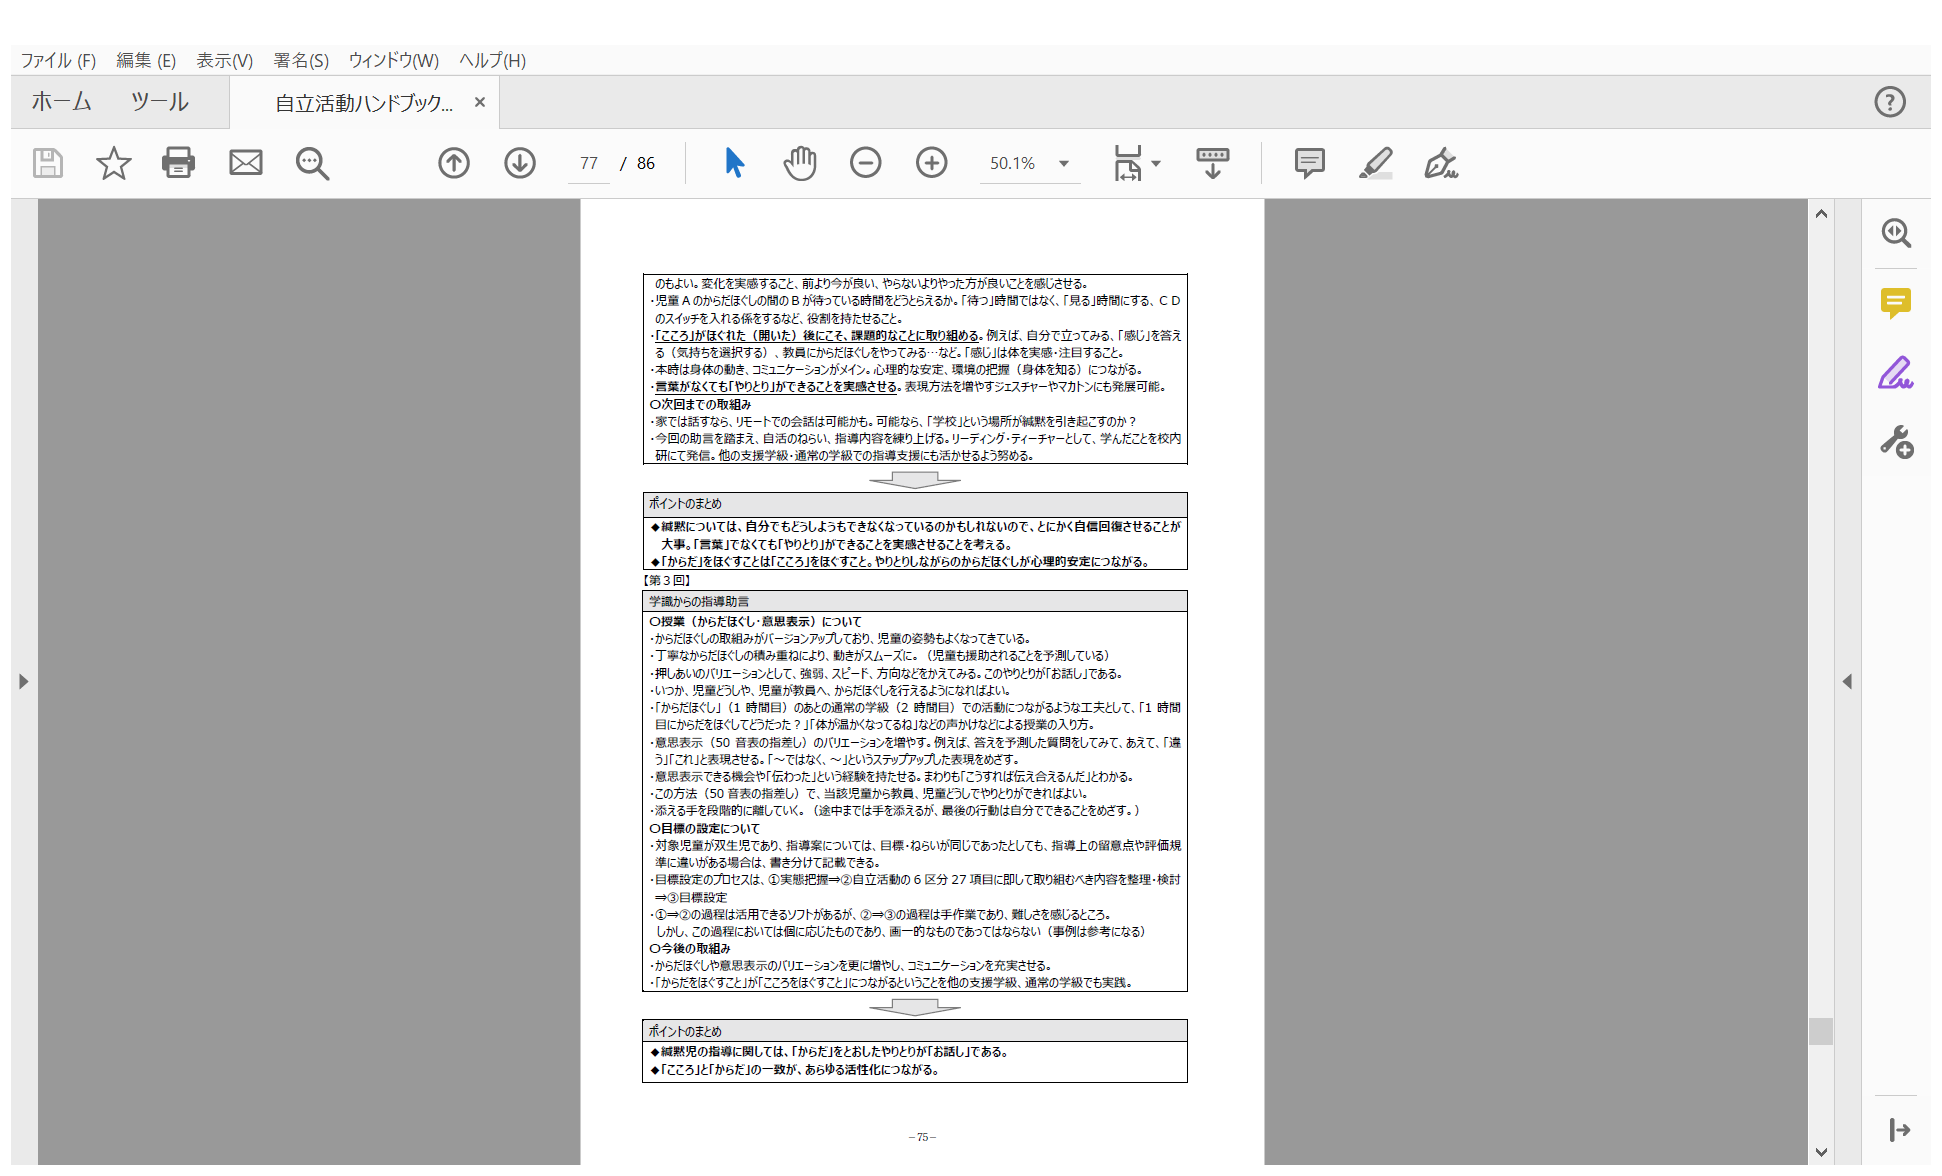 ファイル (F) 編集 (E) 表示(V) 署名(S) ウィンドウ(W) ヘルプ(H)
ホーム ツール 自立活動ハンドブック... ×
77 / 86 50.1%
のもよい。変化を実感すること、前より今が良い、やらないよりやった方が良いことを感じさせる。
・児童 A のからだほぐしの間の B が待っている時間をどうとらえるか。「待つ」時間ではなく、「見る」時間にする、ＣＤ
のスイッチを入れる係をするなど、役割を持たせること。
・「こころ」がほぐれた（開いた）後にこそ、課題的なことに取り組める。例えば、自分で立ってみる、「感じ」を答え
る（気持ちを選択する）、教員にからだほぐしをやってみる…など。「感じ」は体を実感・注目すること。
・本時は身体の動き、コミュニケーションがメイン。心理的な安定、環境の把握（身体を知る）につながる。
・言葉がなくても「やりとり」ができることを実感させる。表現方法を増やすジェスチャーやマカトンにも発展可能。
〇次回までの取組み
・家では話すなら、リモートでの会話は可能かも。可能なら、「学校」という場所が緘黙を引き起こすのか？
・今回の助言を踏まえ、自活のねらい、指導内容を練り上げる。リーディング・ティーチャーとして、学んだことを校内
研にて発信。他の支援学級・通常の学級での指導支援にも活かせるよう努める。
ポイントのまとめ
◆緘黙については、自分でもどうしようもできなくなっているのかもしれないので、とにかく自信回復させることが
大事。「言葉」でなくても「やりとり」ができることを実感させることを考える。
◆「からだ」をほぐすことは「こころ」をほぐすこと。やりとりしながらのからだほぐしが心理的安定につながる。
【第３回】
学識からの指導助言
〇授業（からだほぐし・意思表示）について
・からだほぐしの取組みがバージョンアップしており、児童の姿勢もよくなってきている。
・丁寧なからだほぐしの積み重ねにより、動きがスムーズに。（児童も援助されることを予測している）
・押しあいのバリエーションとして、強弱、スピード、方向などをかえてみる。このやりとりが「お話し」である。
・いつか、児童どうしや、児童が教員へ、からだほぐしを行えるようになればよい。
・「からだほぐし」（1 時間目）のあとの通常の学級（2 時間目）での活動につながるような工夫として、「1 時間
目にからだをほぐしてどうだった？」「体が温かくなってるね」などの声かけなどによる授業の入り方。
・意思表示（50 音表の指差し）のバリエーションを増やす。例えば、答えを予測した質問をしてみて、あえて、「違
う」「これ」と表現させる。「～ではなく、～」というステップアップした表現をめざす。
・意思表示できる機会や「伝わった」という経験を持たせる。まわりも「こうすれば伝え合えるんだ」とわかる。
・この方法（50 音表の指差し）で、当該児童から教員、児童どうしでやりとりができればよい。
・添える手を段階的に離していく。（途中までは手を添えるが、最後の行動は自分でできることをめざす。）
〇目標の設定について
・対象児童が双生児であり、指導案については、目標・ねらいが同じであったとしても、指導上の留意点や評価規
準に違いがある場合は、書き分けて記載できる。
・目標設定のプロセスは、①実態把握⇒②自立活動の 6 区分 27 項目に即して取り組むべき内容を整理・検討
⇒③目標設定
・①⇒②の過程は活用できるソフトがあるが、②⇒③の過程は手作業であり、難しさを感じるところ。
しかし、この過程においては個に応じたものであり、画一的なものであってはならない（事例は参考になる）
〇今後の取組み
・からだほぐしや意思表示のバリエーションを更に増やし、コミュニケーションを充実させる。
・「からだをほぐすこと」が「こころをほぐすこと」につながるということを他の支援学級、通常の学級でも実践。
ポイントのまとめ
◆緘黙児の指導に関しては、「からだ」をとおしたやりとりが「お話し」である。
◆「こころ」と「からだ」の一致が、あらゆる活性化につながる。
－75－